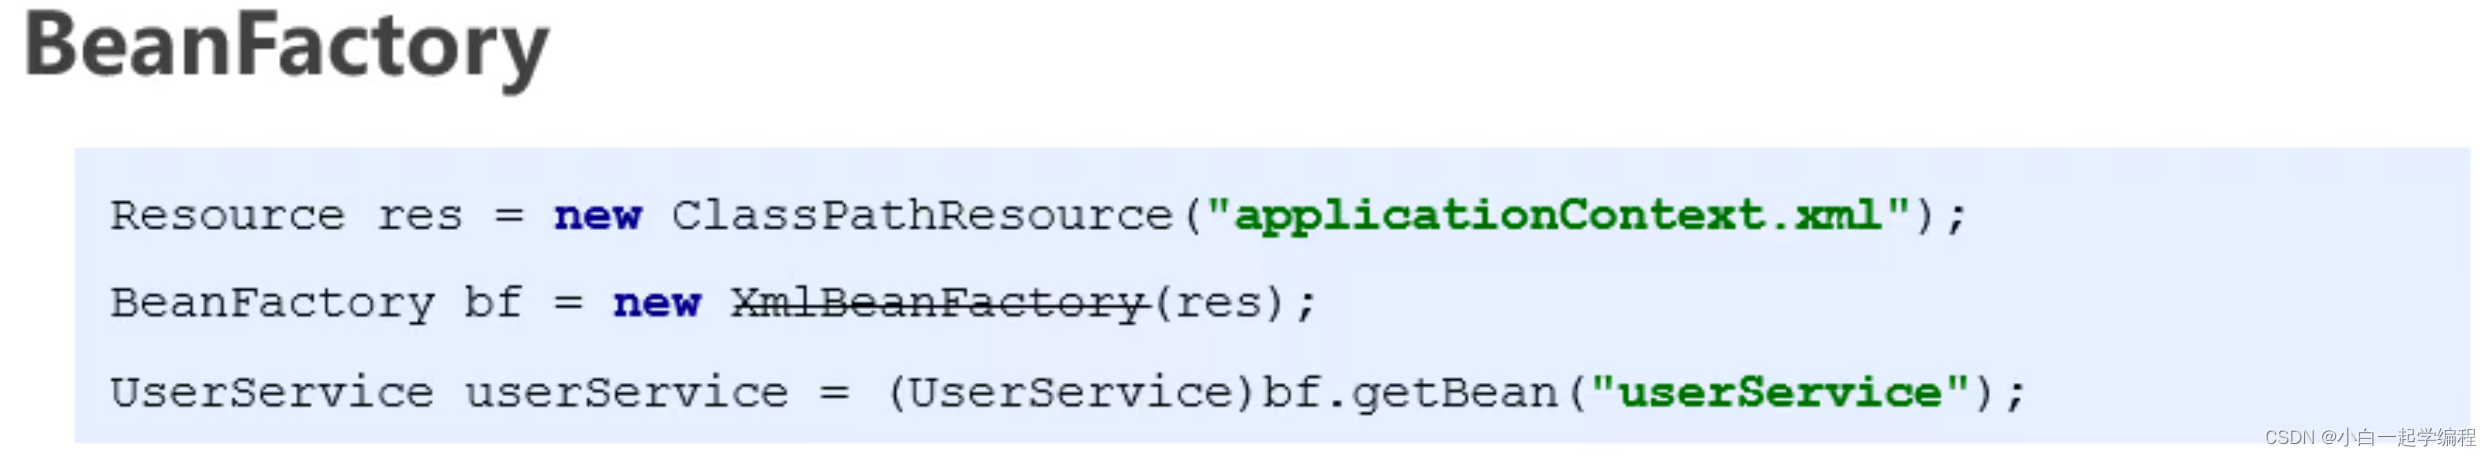 BeanFactory
Resource res = new ClassPathResource("applicationContext.xml");
BeanFactory bf = new XmlBeanFactory(res);
UserService userService = (UserService)bf.getBean("userService");
CSDN @小白一起学编程